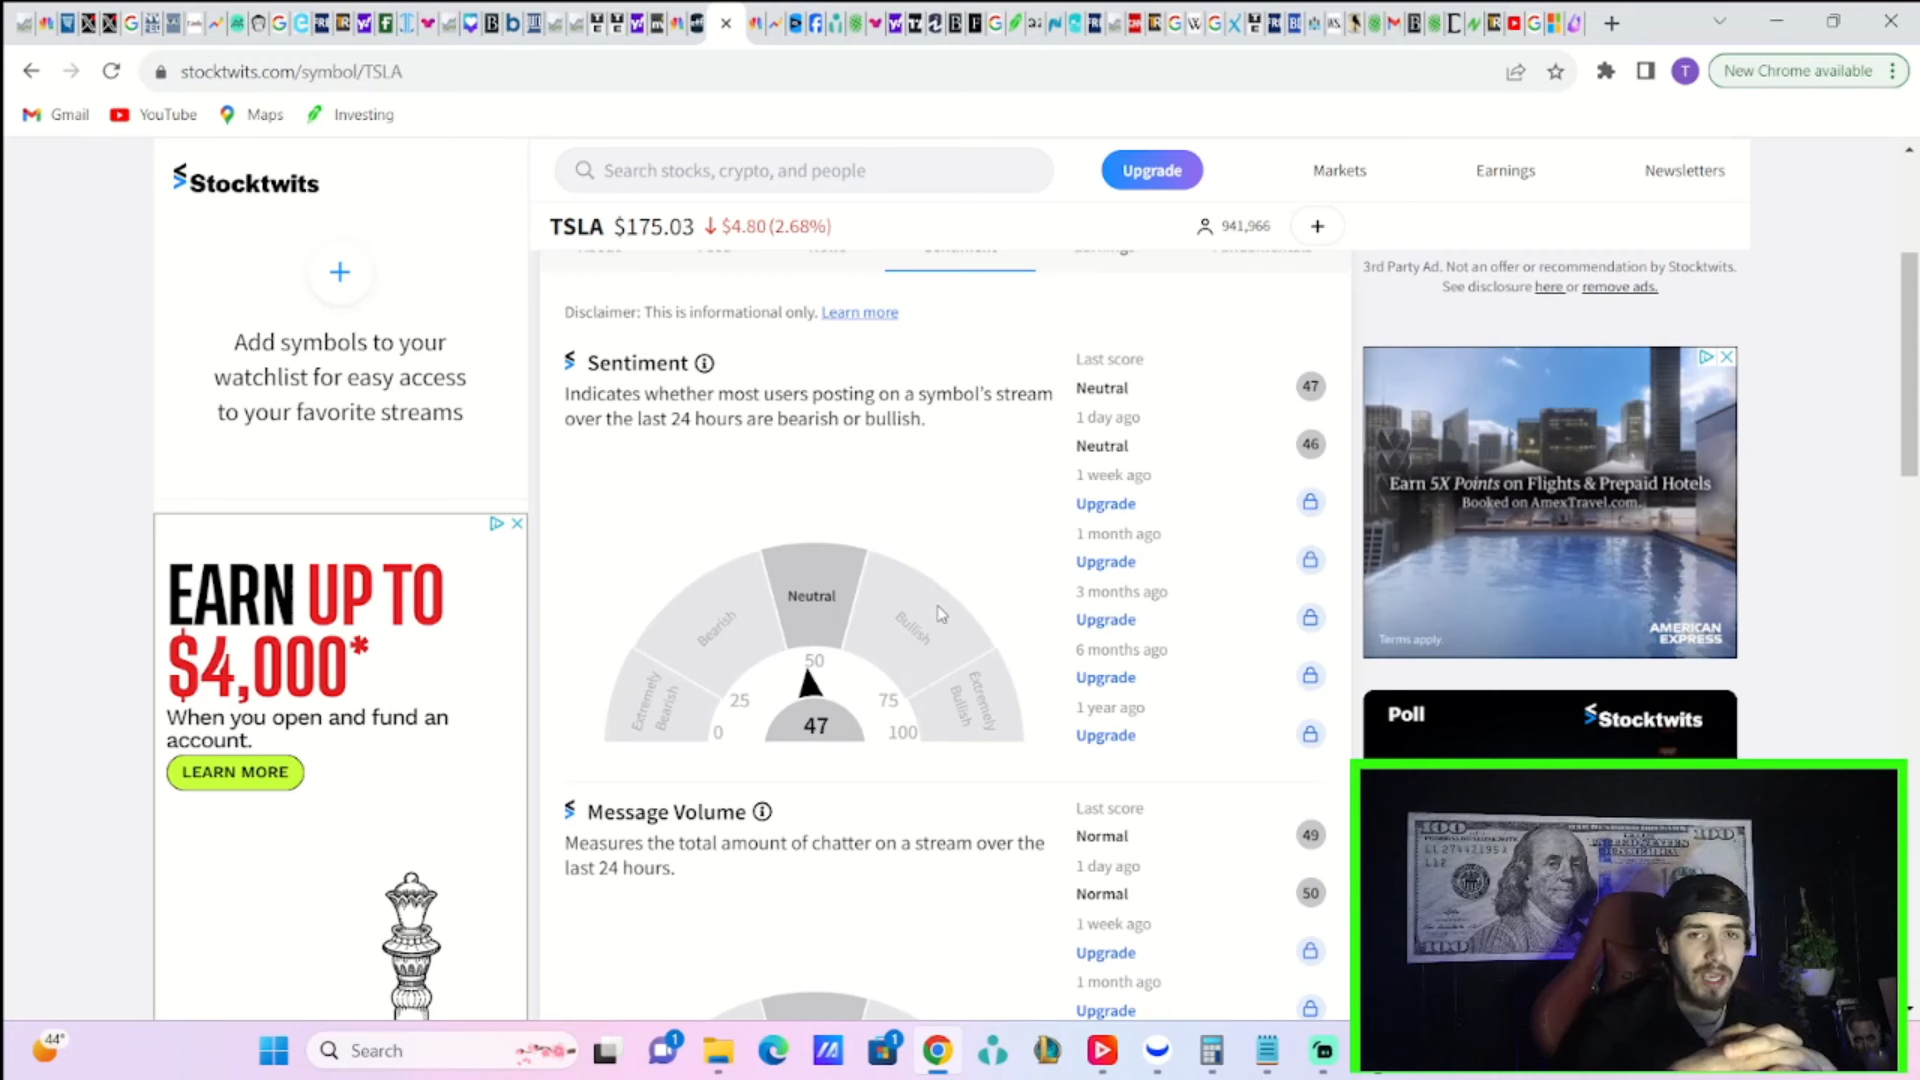 stocktwits.com/symbol/TSLA
New Chrome available
Gmail
YouTube
Maps
Investing
Stocktwits
Search stocks, crypto, and people
Upgrade
Markets
Earnings
Newsletters
TSLA $175.03 ↓ $4.80 (2.68%)
941,966
+
Add symbols to your
watchlist for easy access
to your favorite streams
EARN UP TO
$4,000*
When you open and fund an
account.
LEARN MORE
Disclaimer: This is informational only. Learn more
Sentiment
Indicates whether most users posting on a symbol's stream
over the last 24 hours are bearish or bullish.
Extremely
Bearish
Bearish
Neutral
Bullish
Extremely
Bullish
0
25
50
75
100
47
Last score
Neutral 47
1 day ago
Neutral 46
1 week ago
Upgrade
1 month ago
Upgrade
3 months ago
Upgrade
6 months ago
Upgrade
1 year ago
Upgrade
Message Volume
Measures the total amount of chatter on a stream over the
last 24 hours.
Last score
Normal 49
1 day ago
Normal 50
1 week ago
Upgrade
1 month ago
Upgrade
3rd Party Ad. Not an offer or recommendation by Stocktwits.
See disclosure here or remove ads.
Earn 5X Points on Flights & Prepaid Hotels
Booked on AmexTravel.com.
Terms apply.
AMERICAN
EXPRESS
Poll
Stocktwits
100
100
100
44°
Search
1
1
T